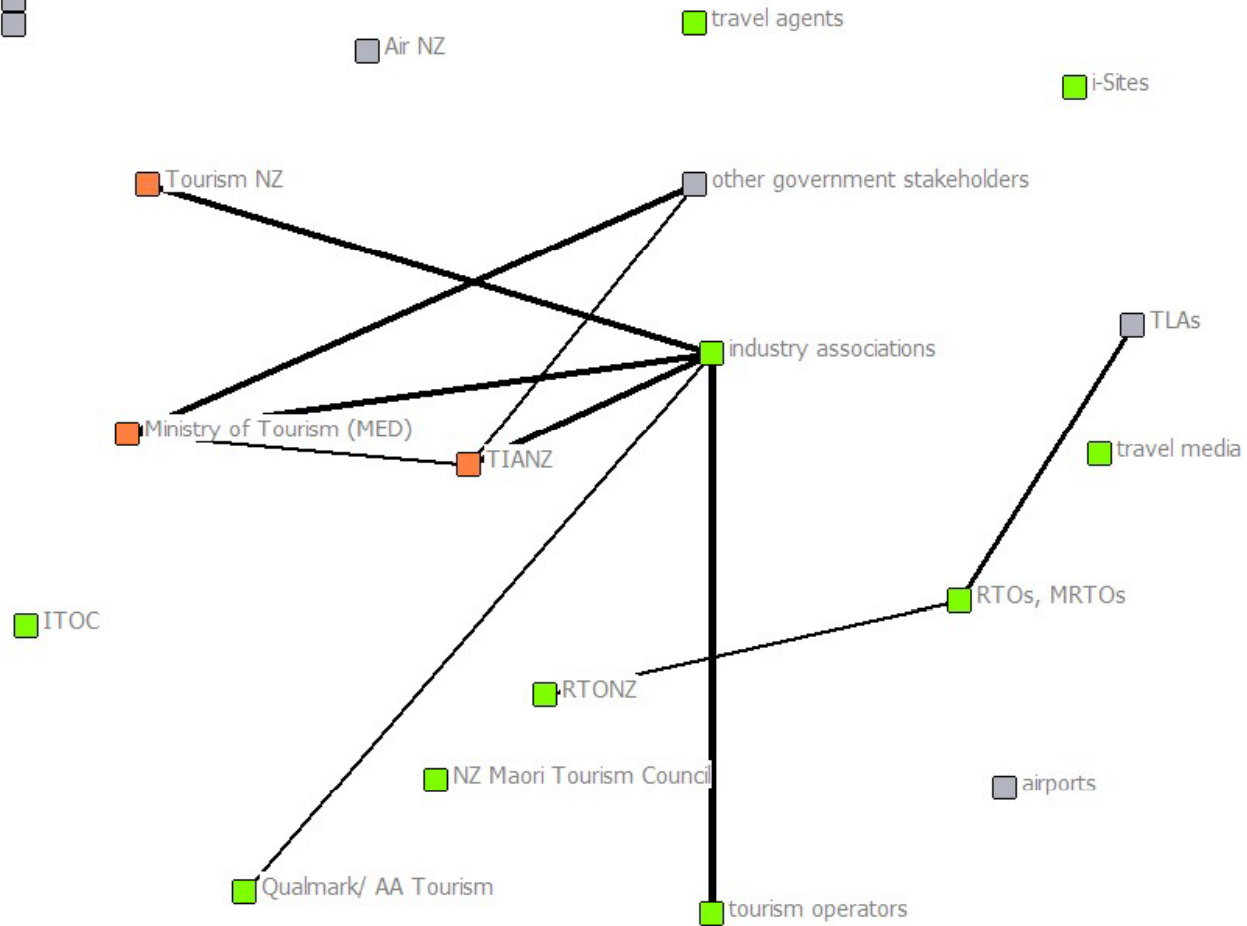 travel agents
Air NZ
i-Sites
Tourism NZ
other government stakeholders
TLAs
industry associations
Ministry of Tourism (MED)
travel media
TIANZ
RTOs, MRTOs
ITOC
RTONZ
NZ Maori Tourism Council
airports
Qualmark/ AA Tourism
tourism operators